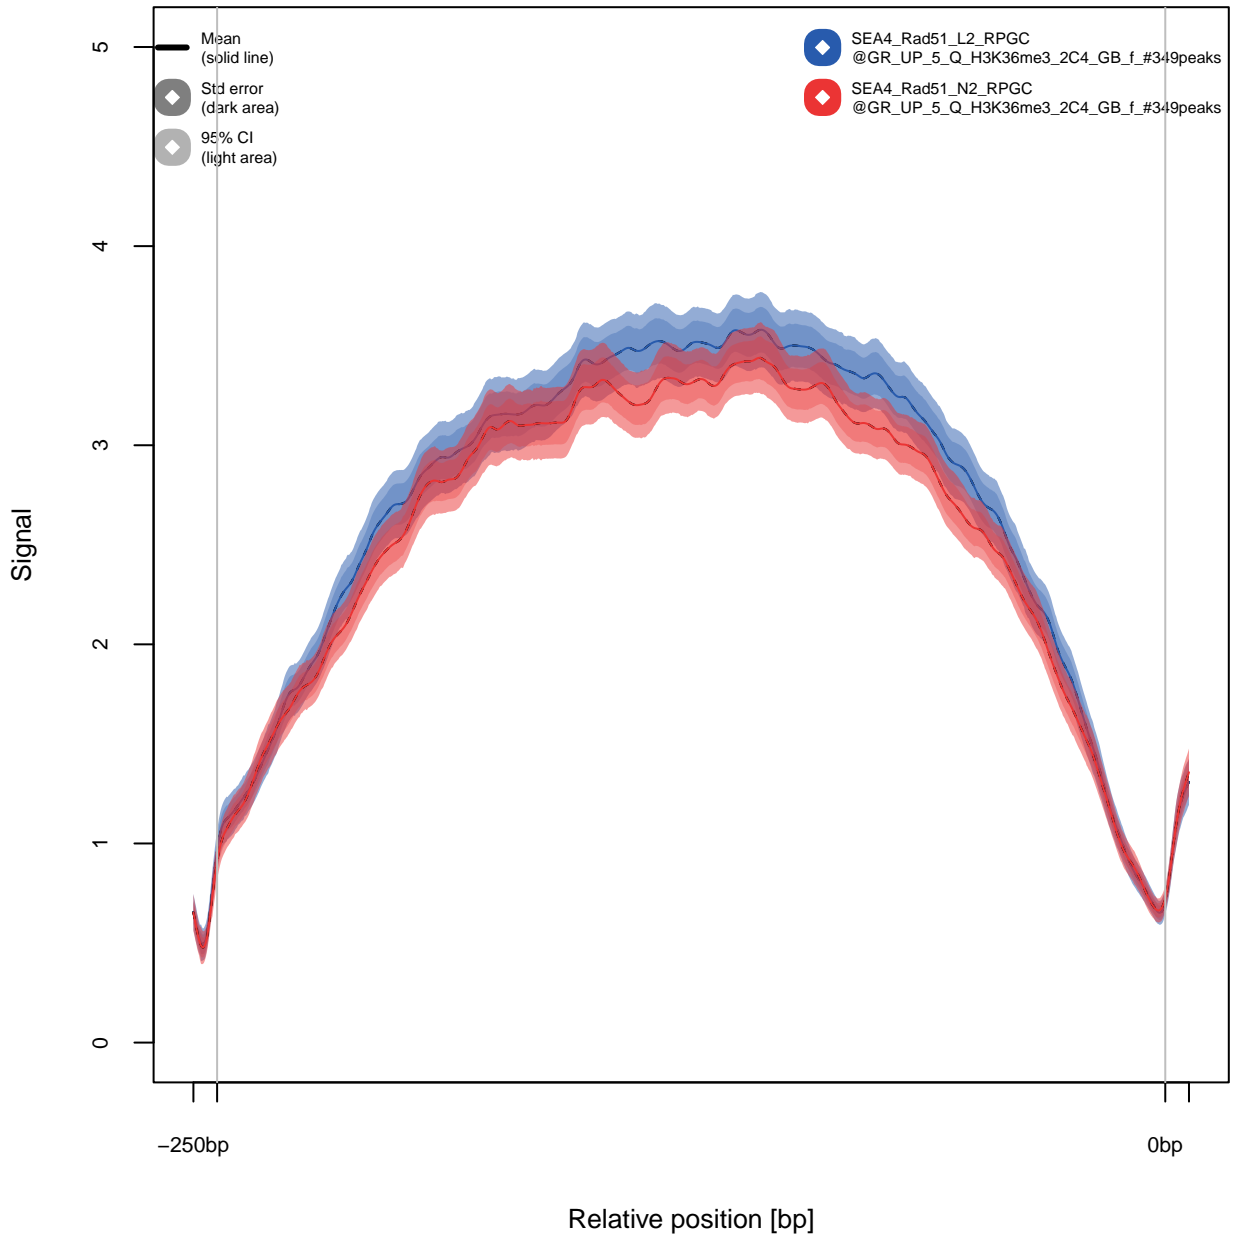 Mean
(solid line)
Std error
(dark area)
95% CI
(light area)
SEA4_Rad51_L2_RPGC
@GR_UP_5_Q_H3K36me3_2C4_GB_f_#349peaks
SEA4_Rad51_N2_RPGC
@GR_UP_5_Q_H3K36me3_2C4_GB_f_#349peaks
5
4
3
2
1
0
Signal
−250bp
0bp
Relative position [bp]